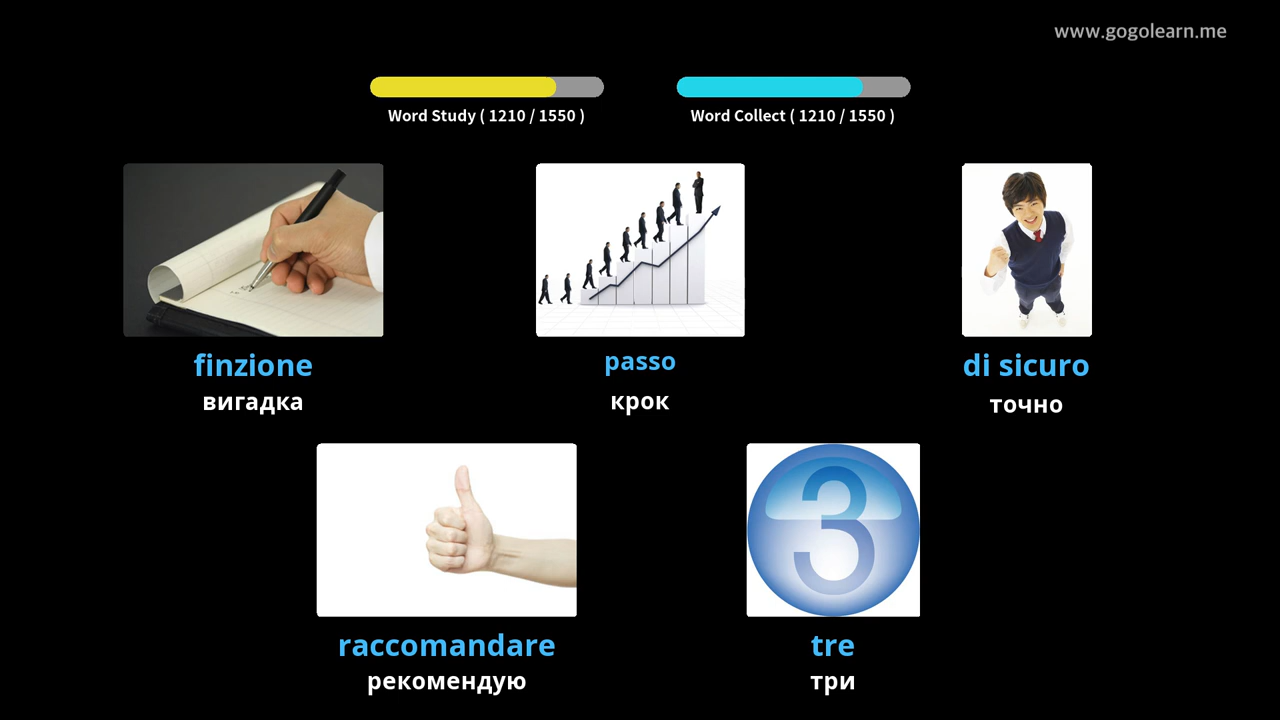 www.gogolearn.me
Word Study ( 1210 / 1550 )
Word Collect ( 1210 / 1550 )
finzione
вигадка
passo
крок
di sicuro
точно
raccomandare
рекомендую
3
tre
три